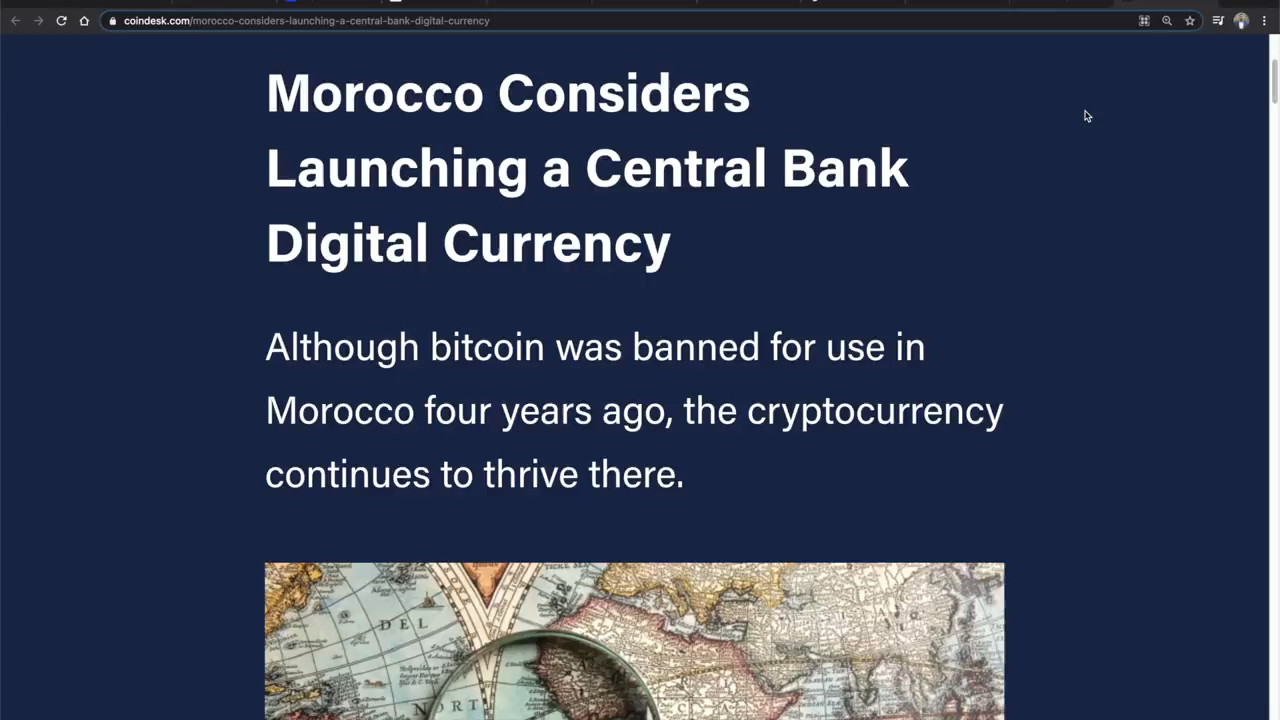 coindesk.com/morocco-considers-launching-a-central-bank-digital-currency
Morocco Considers
Launching a Central Bank
Digital Currency
Although bitcoin was banned for use in
Morocco four years ago, the cryptocurrency
continues to thrive there.
DEL
NORT